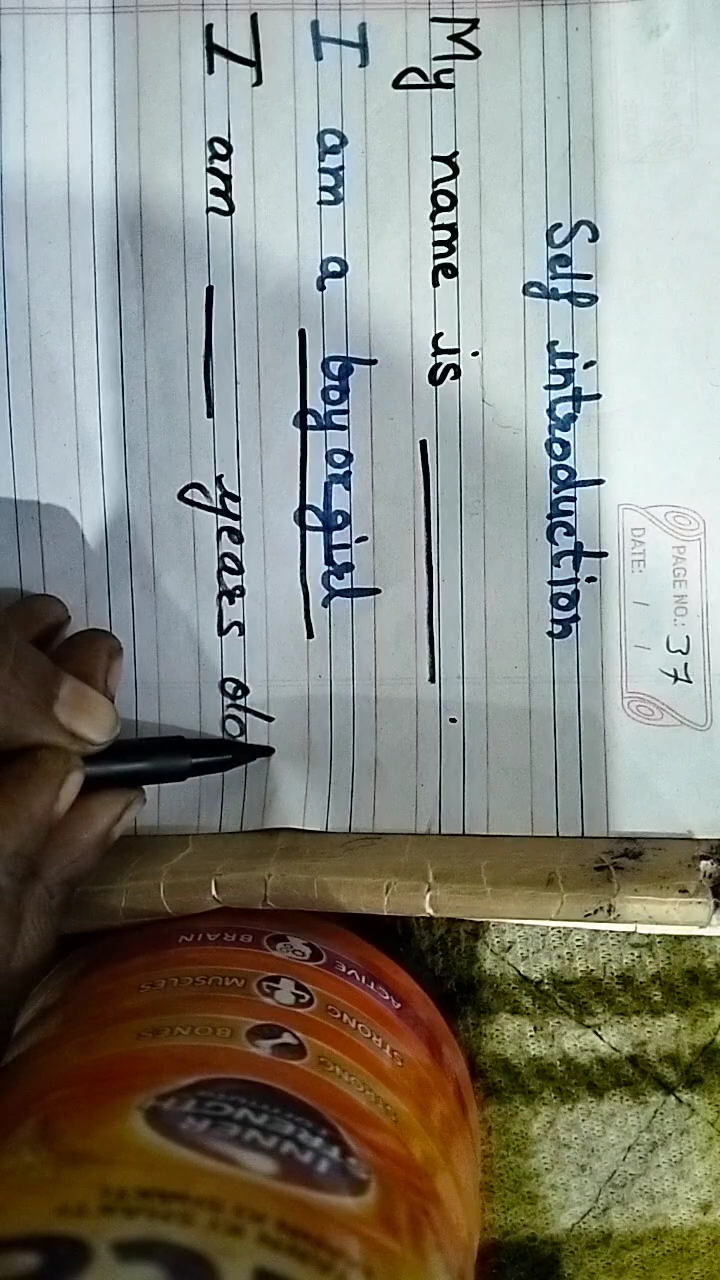 PAGE NO.: 37
DATE: / /
Self introduction
My name is ______.
I am a boy or girl
I am ____ years old
ACTIVE BRAIN
STRONG MUSCLES
STRONG BONES
INNER STRENGTH